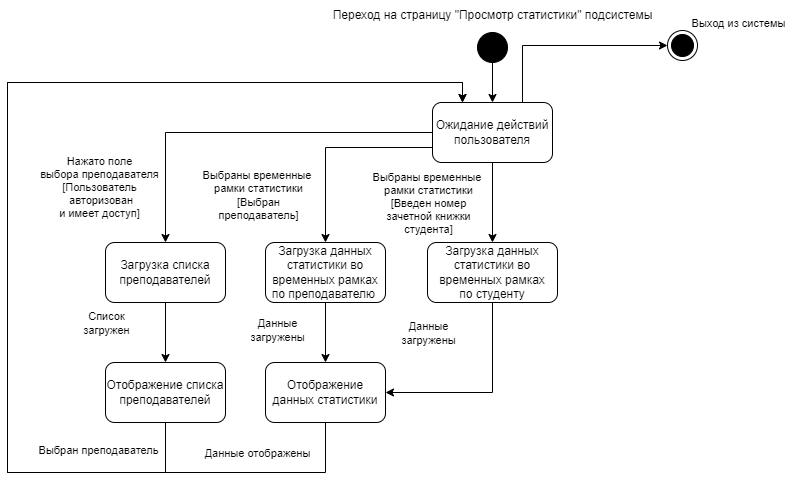 Переход на страницу "Просмотр статистики" подсистемы
Выход из системы
Ожидание действий
пользователя
Нажато поле
выбора преподавателя
[Пользователь
авторизован
и имеет доступ]
Выбраны временные
рамки статистики
[Выбран
преподаватель]
Выбраны временные
рамки статистики
[Введен номер
зачетной книжки
студента]
Загрузка списка
преподавателей
Загрузка данных
статистики во
временных рамках
по преподавателю
Загрузка данных
статистики во
временных рамках
по студенту
Список
загружен
Данные
загружены
Данные
загружены
Отображение списка
преподавателей
Отображение
данных статистики
Выбран преподаватель
Данные отображены